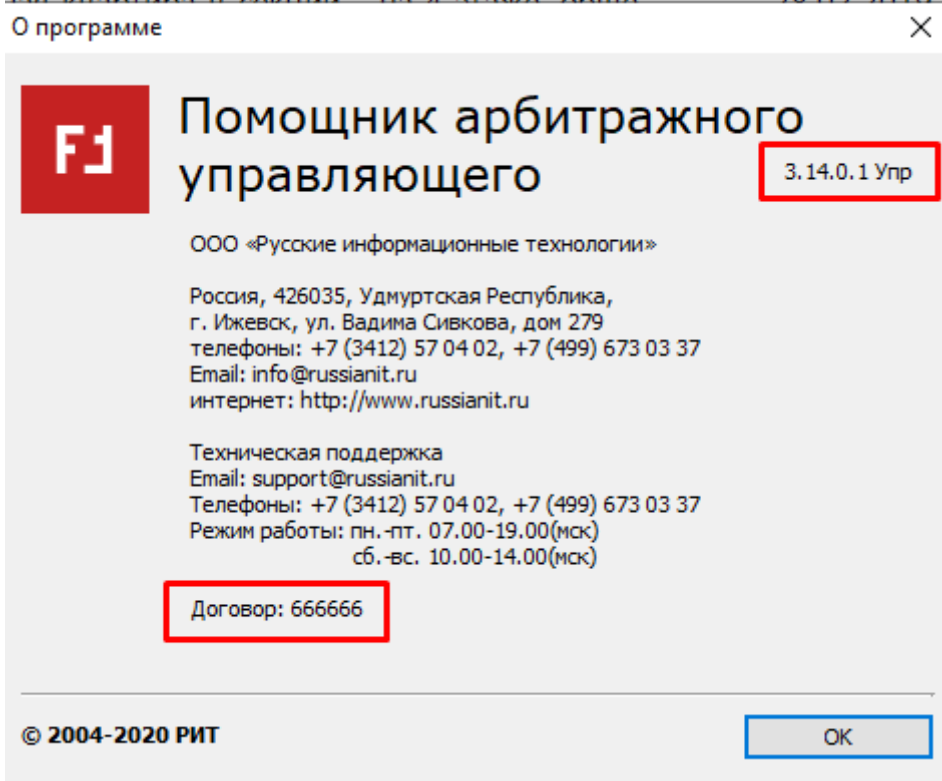 О программе
F1
Помощник арбитражного
управляющего
3.14.0.1 Упр
ООО «Русские информационные технологии»
Россия, 426035, Удмуртская Республика,
г. Ижевск, ул. Вадима Сивкова, дом 279
телефоны: +7 (3412) 57 04 02, +7 (499) 673 03 37
Email: info@russianit.ru
интернет: http://www.russianit.ru
Техническая поддержка
Email: support@russianit.ru
Телефоны: +7 (3412) 57 04 02, +7 (499) 673 03 37
Режим работы: пн.-пт. 07.00-19.00(мск)
сб.-вс. 10.00-14.00(мск)
Договор: 666666
© 2004-2020 РИТ
OK